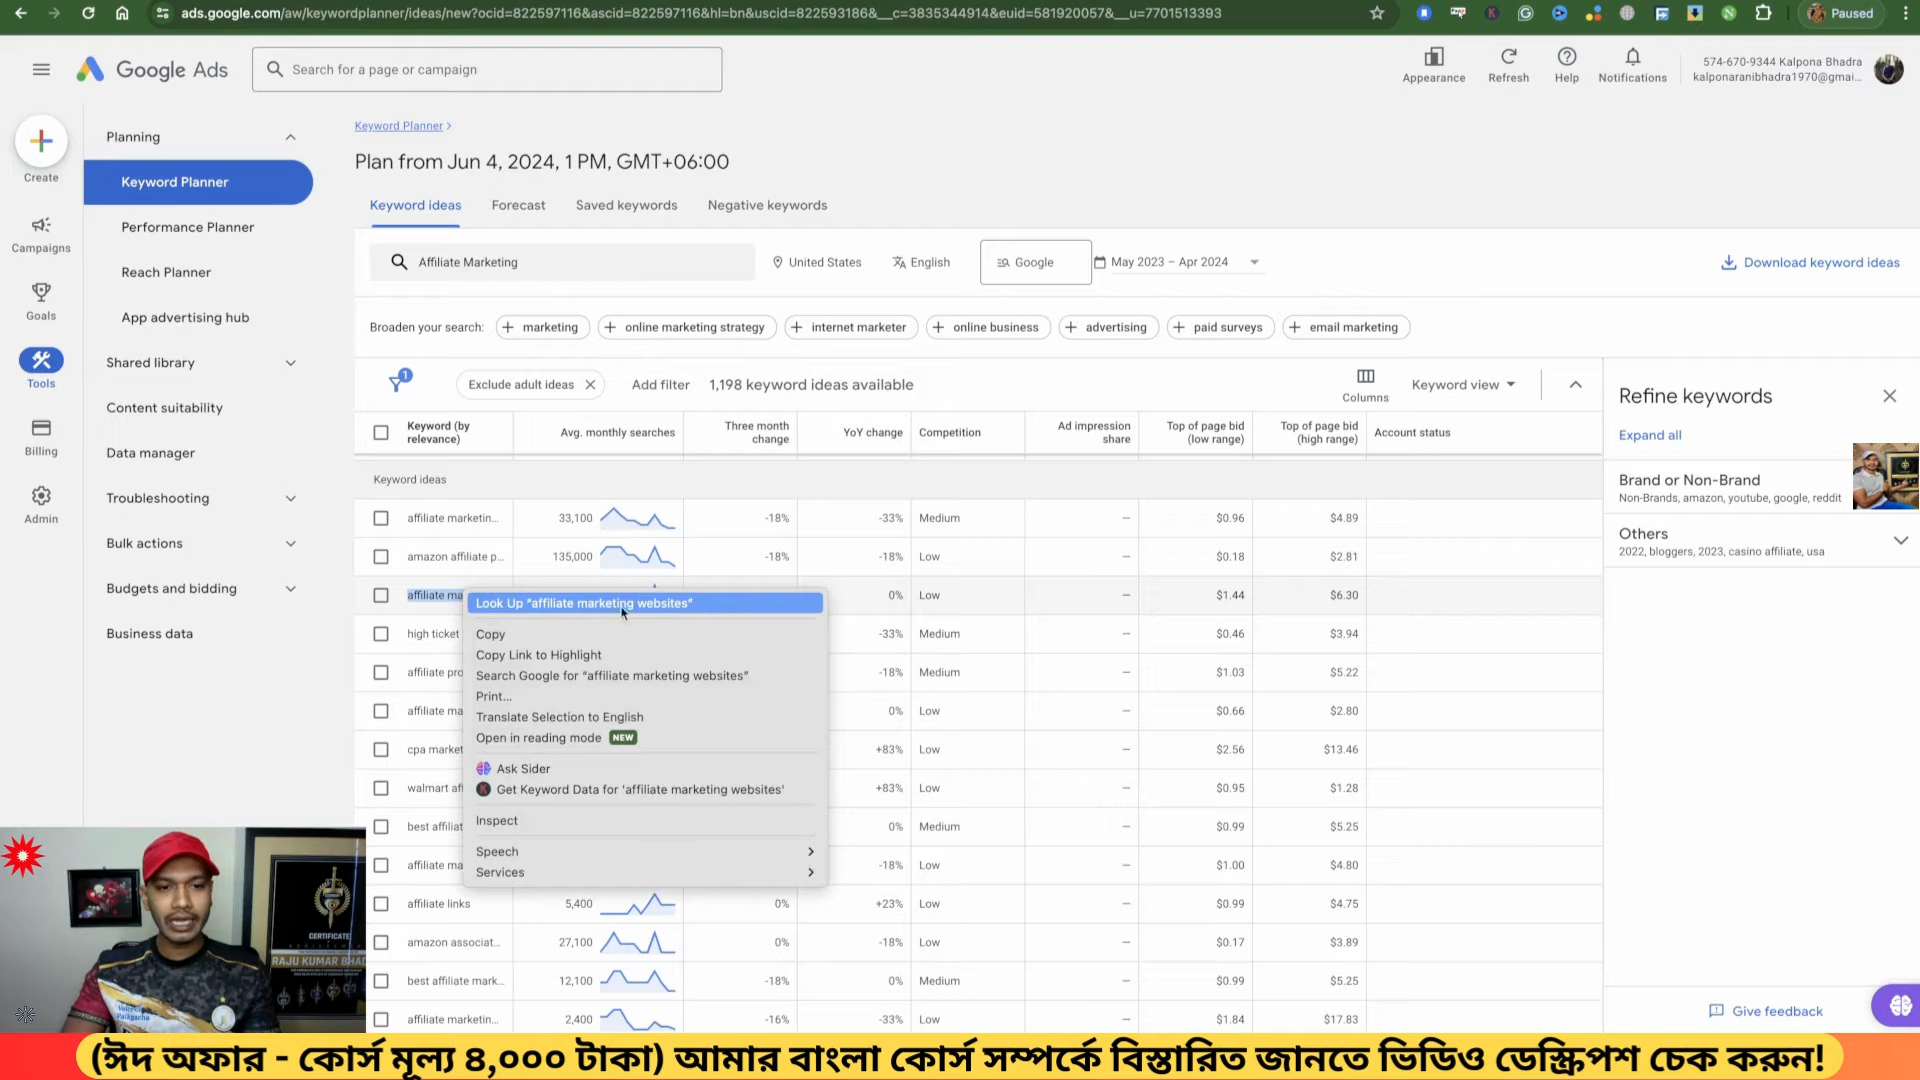 ads.google.com/aw/keywordplanner/ideas/new?ocid=822597116&ascid=822597116&hl=bn&uscid=822593186&__c=3835344914&euid=581920057&__u=7701513393
Paused
Google Ads
Search for a page or campaign
Appearance
Refresh
Help
Notifications
574-670-9344 Kalpona Bhadra
kalponaranibhadra1970@gmai...
Create
Campaigns
Goals
Tools
Billing
Admin
Planning
Keyword Planner
Performance Planner
Reach Planner
App advertising hub
Shared library
Content suitability
Data manager
Troubleshooting
Bulk actions
Budgets and bidding
Business data
Keyword Planner
Plan from Jun 4, 2024, 1 PM, GMT+06:00
Keyword ideas Forecast Saved keywords Negative keywords
Affiliate Marketing United States English Google May 2023 – Apr 2024 Download keyword ideas
Broaden your search: marketing online marketing strategy internet marketer online business advertising paid surveys email marketing
1
Exclude adult ideas Add filter 1,198 keyword ideas available Columns Keyword view
Keyword (by relevance) Avg. monthly searches Three month change YoY change Competition Ad impression share Top of page bid (low range) Top of page bid (high range) Account status
Keyword ideas
affiliate marketin... 33,100 -18% -33% Medium – $0.96 $4.89
amazon affiliate p... 135,000 -18% -18% Low – $0.18 $2.81
affiliate ma 0% Low – $1.44 $6.30
high ticket -33% Medium – $0.46 $3.94
affiliate pro -18% Medium – $1.03 $5.22
affiliate ma 0% Low – $0.66 $2.80
cpa market +83% Low – $2.56 $13.46
walmart aff +83% Low – $0.95 $1.28
best affiliat 0% Medium – $0.99 $5.25
affiliate ma -18% Low – $1.00 $4.80
affiliate links 5,400 0% +23% Low – $0.99 $4.75
amazon associat... 27,100 0% -18% Low – $0.17 $3.89
best affiliate mark... 12,100 -18% 0% Medium – $0.99 $5.25
affiliate marketin... 2,400 -16% -33% Low – $1.84 $17.83
Look Up “affiliate marketing websites”
Copy
Copy Link to Highlight
Search Google for “affiliate marketing websites”
Print...
Translate Selection to English
Open in reading mode NEW
Ask Sider
Get Keyword Data for 'affiliate marketing websites'
Inspect
Speech
Services
Refine keywords
Expand all
Brand or Non-Brand
Non-Brands, amazon, youtube, google, reddit
Others
2022, bloggers, 2023, casino affiliate, usa
Give feedback
CERTIFICATE
RAJU KUMAR BHAD
(ঈদ অফার - কোর্স মূল্য ৪,০০০ টাকা) আমার বাংলা কোর্স সম্পর্কে বিস্তারিত জানতে ভিডিও ডেস্ক্রিপশ চেক করুন!